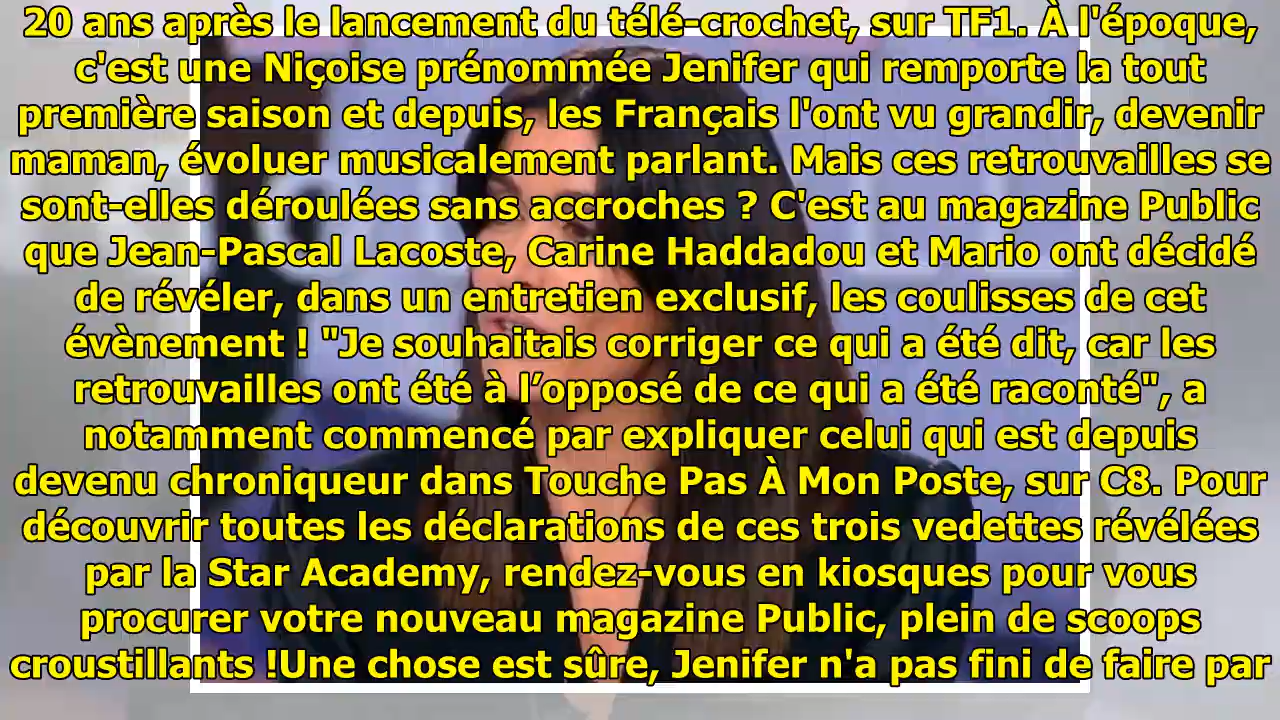 20 ans après le lancement du télé-crochet, sur TF1. À l'époque,
c'est une Niçoise prénommée Jenifer qui remporte la tout
première saison et depuis, les Français l'ont vu grandir, devenir
maman, évoluer musicalement parlant. Mais ces retrouvailles se
sont-elles déroulées sans accroches ? C'est au magazine Public
que Jean-Pascal Lacoste, Carine Haddadou et Mario ont décidé
de révéler, dans un entretien exclusif, les coulisses de cet
évènement ! "Je souhaitais corriger ce qui a été dit, car les
retrouvailles ont été à l’opposé de ce qui a été raconté", a
notamment commencé par expliquer celui qui est depuis
devenu chroniqueur dans Touche Pas À Mon Poste, sur C8. Pour
découvrir toutes les déclarations de ces trois vedettes révélées
par la Star Academy, rendez-vous en kiosques pour vous
procurer votre nouveau magazine Public, plein de scoops
croustillants !Une chose est sûre, Jenifer n'a pas fini de faire par